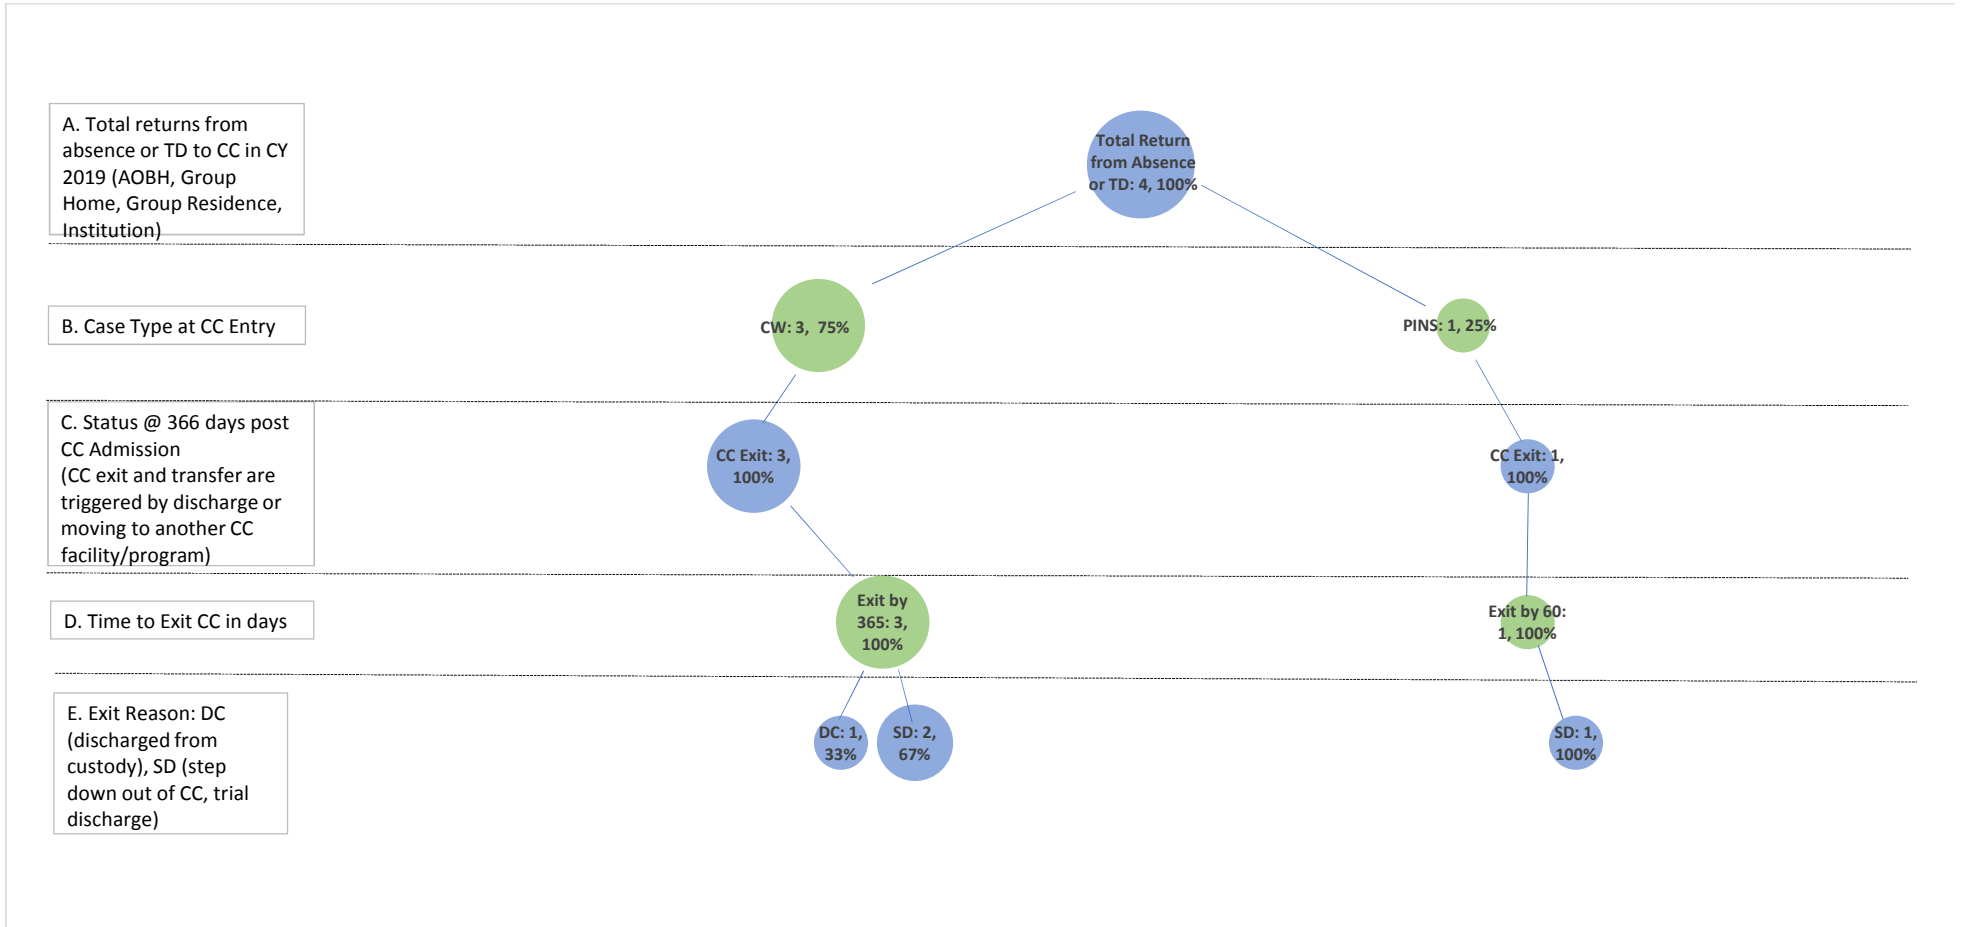 A. Total returns from
absence or TD to CC in CY
2019 (AOBH, Group
Home, Group Residence,
Institution)
Total Return
from Absence
or TD: 4, 100%
B. Case Type at CC Entry
CW: 3,  75%
PINS: 1, 25%
C. Status @ 366 days post
CC Admission
(CC exit and transfer are
triggered by discharge or
moving to another CC
facility/program)
CC Exit: 3,
100%
CC Exit: 1,
100%
D. Time to Exit CC in days
Exit by
365: 3,
100%
Exit by 60:
1, 100%
E. Exit Reason: DC
(discharged from
custody), SD (step
down out of CC, trial
discharge)
DC: 1,
33%
SD: 2,
67%
SD: 1,
100%